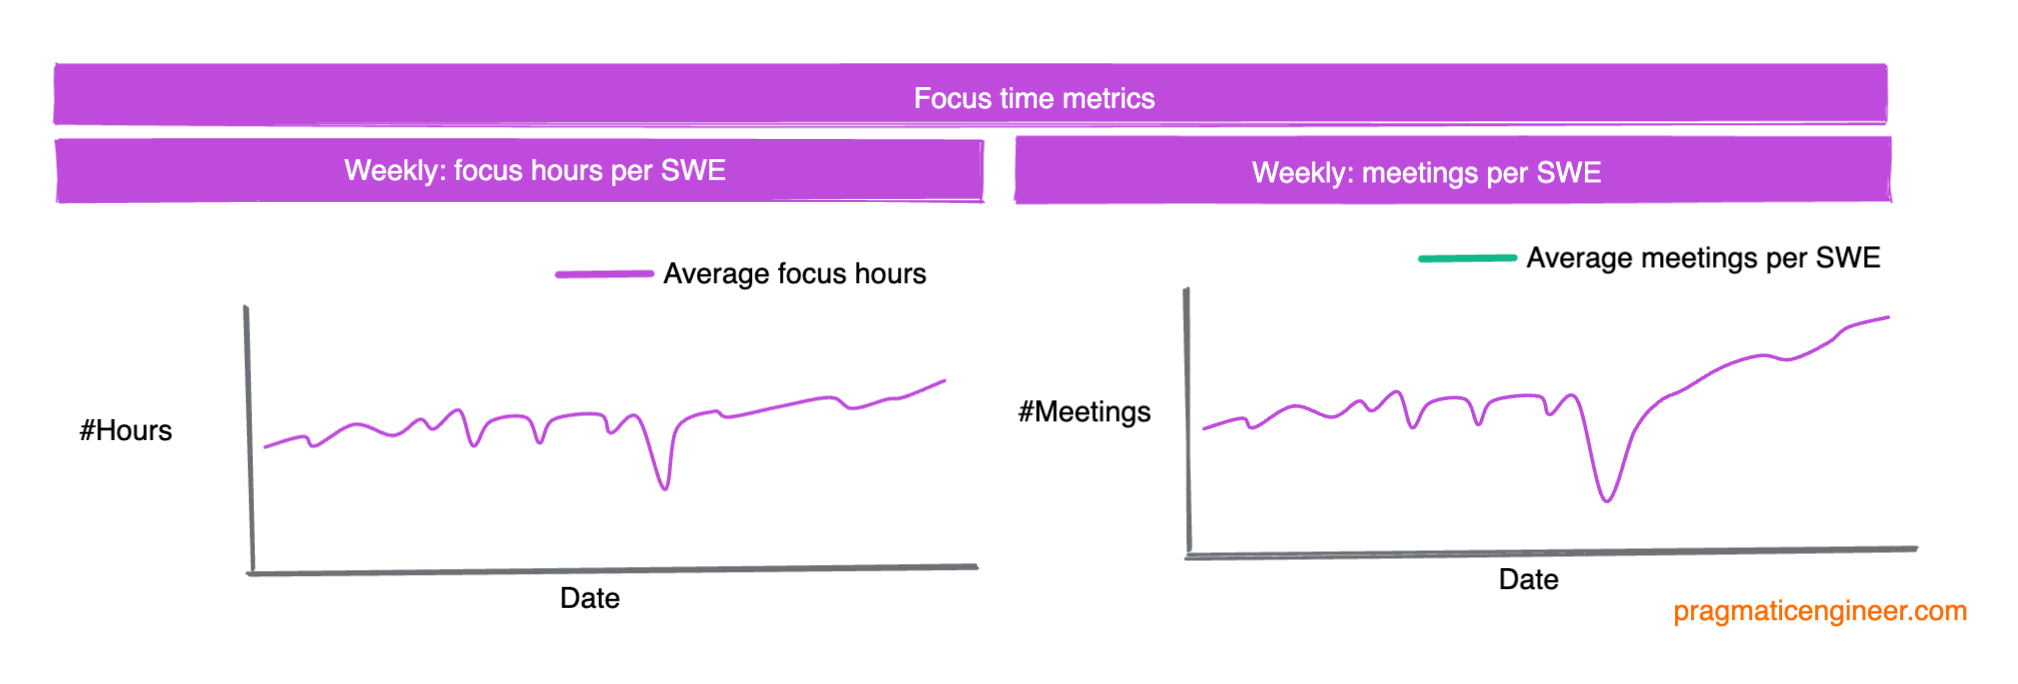 Focus time metrics
Weekly: focus hours per SWE
Weekly: meetings per SWE
Average focus hours
Average meetings per SWE
#Hours
#Meetings
Date
Date
pragmaticengineer.com